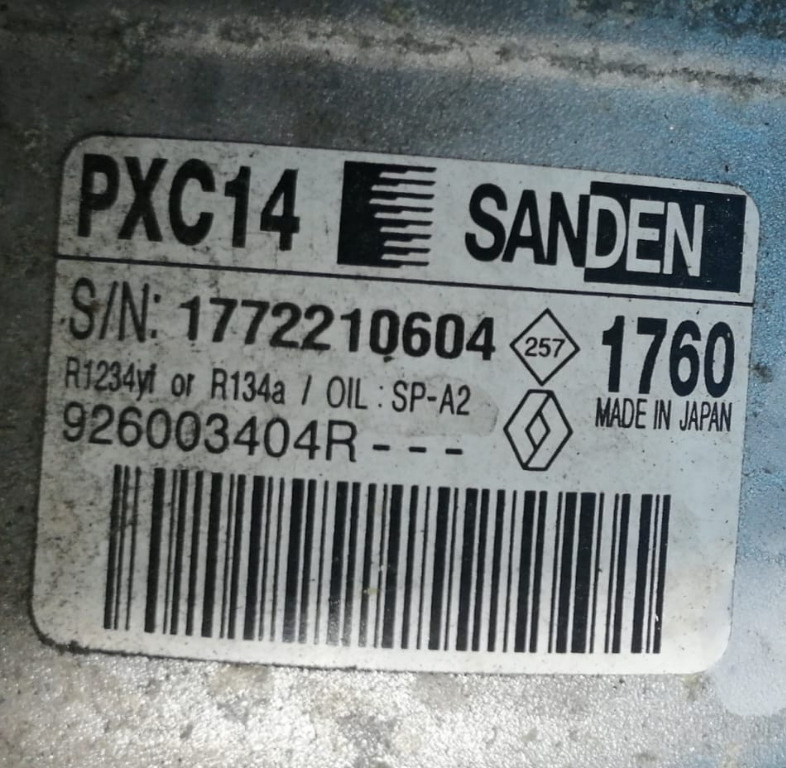 PXC14 SANDEN
S/N: 1772210604 257 1760
R1234yf or R134a / OIL : SP-A2 MADE IN JAPAN
926003404R - - -